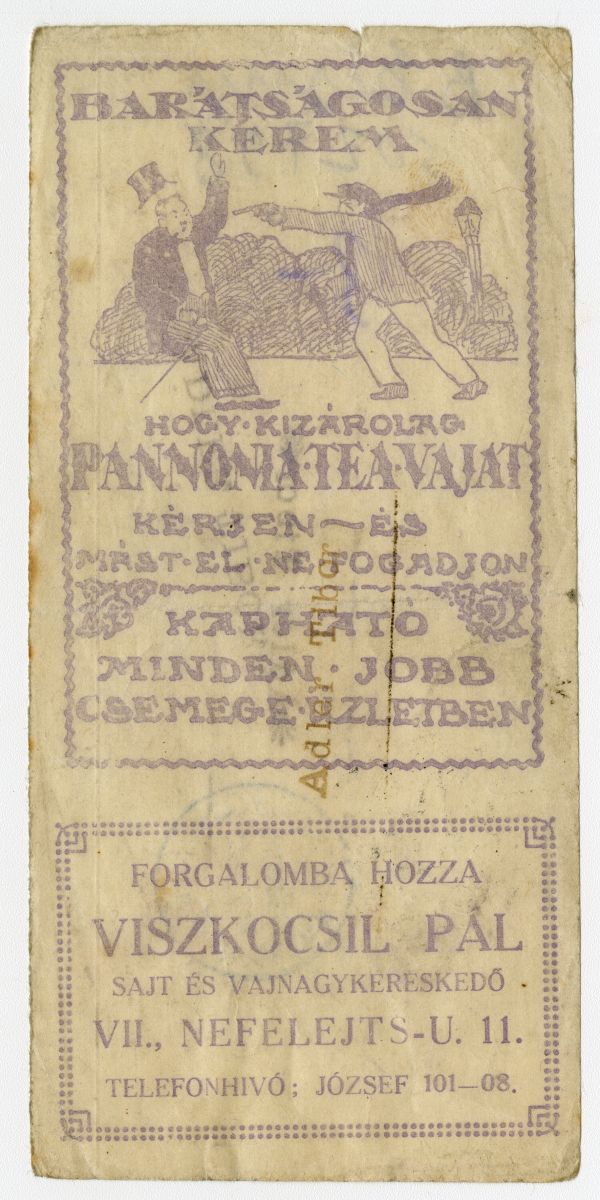 BARÁTSÁGOSAN
KÉREM
HOGY·KIZÁROLAG
PANNONIA·TEA·VAJAT
KÉRJEN—ÉS
MÁST·EL·NE·FOGADJON
KAPHATÓ
MINDEN·JOBB
CSEMEGE·ÜZLETBEN
Adler Tibor
FORGALOMBA HOZZA
VISZKOCSIL PÁL
SAJT ÉS VAJNAGYKERESKEDŐ
VII., NEFELEJTS-U. 11.
TELEFONHIVÓ; JÓZSEF 101—08.